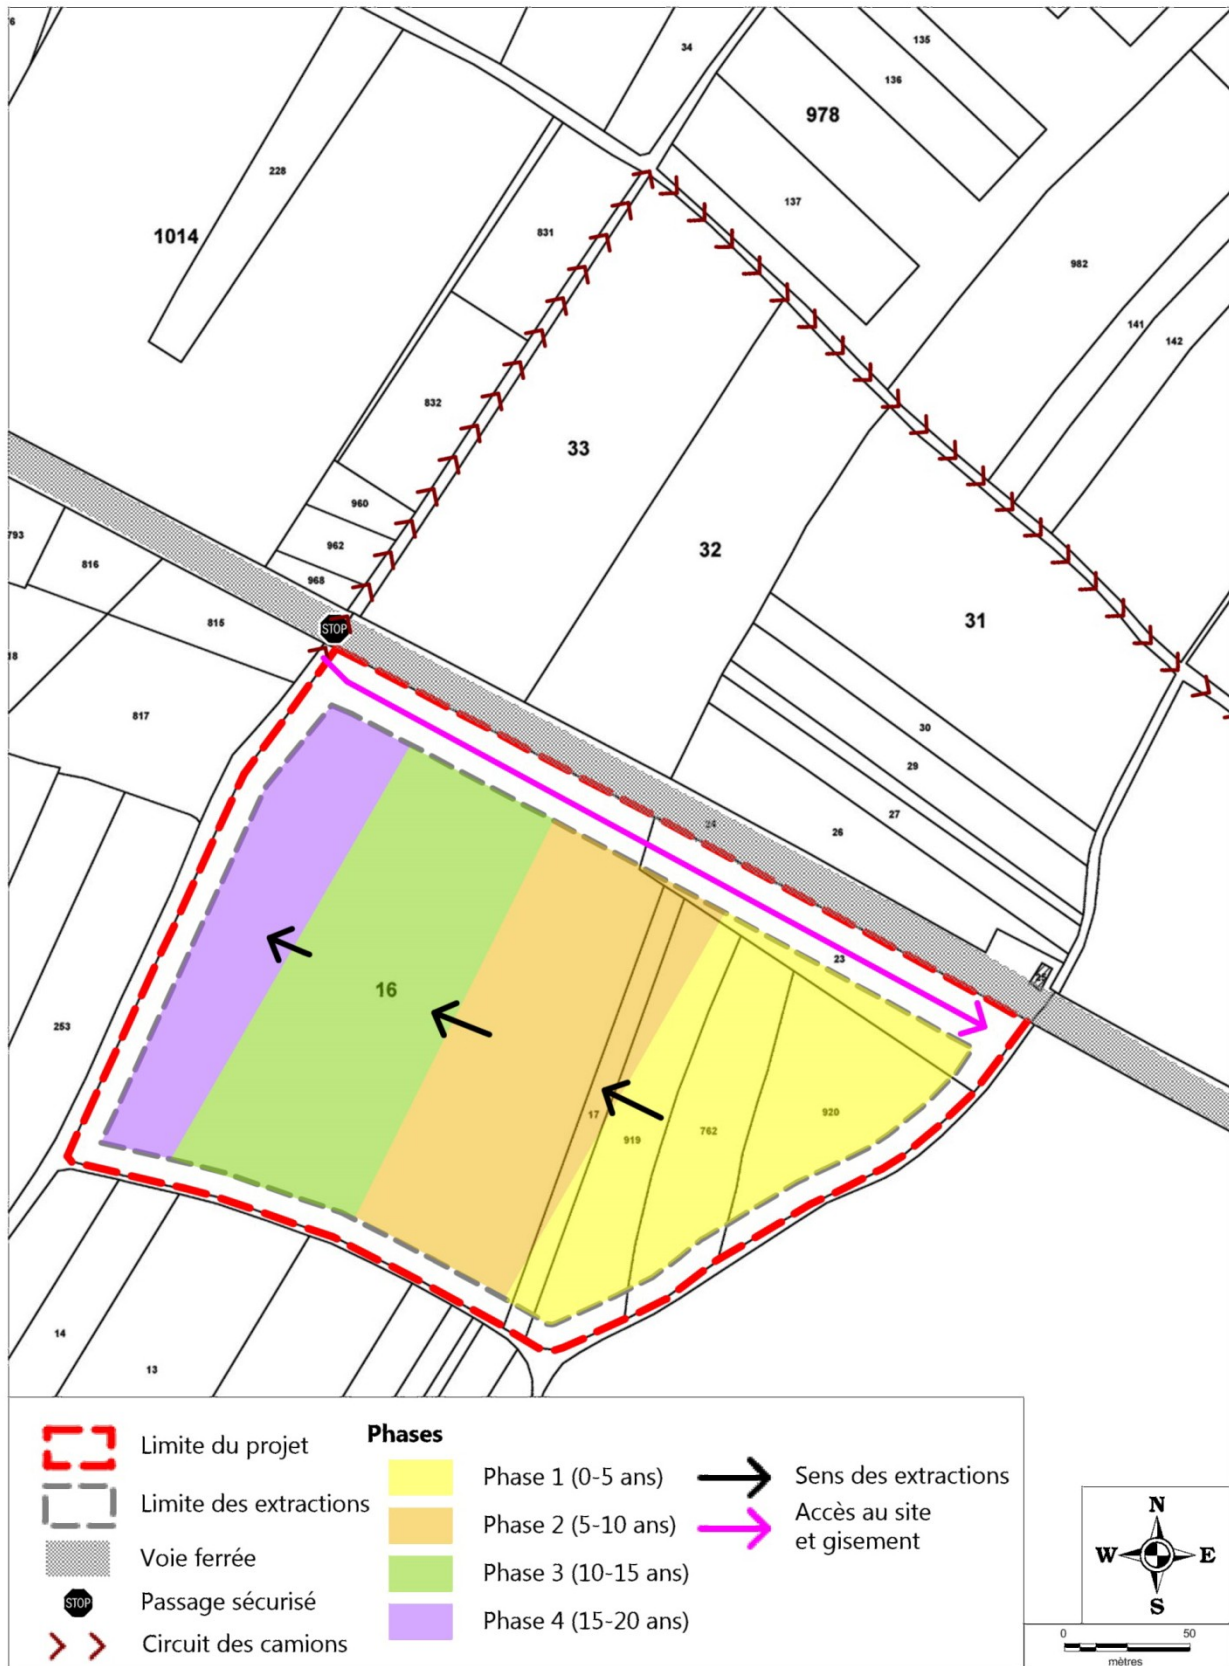 34
135
136
978
137
228
1014
831
982
141
142
832
33
960
962
968
32
31
793
816
815
STOP
18
817
30
29
27
26
24
23
16
253
17
919
762
920
14
13
Limite du projet
Limite des extractions
Voie ferrée
STOP
Passage sécurisé
Circuit des camions
Phases
Phase 1 (0-5 ans)
Phase 2 (5-10 ans)
Phase 3 (10-15 ans)
Phase 4 (15-20 ans)
Sens des extractions
Accès au site
et gisement
N
W
E
S
0
50
mètres